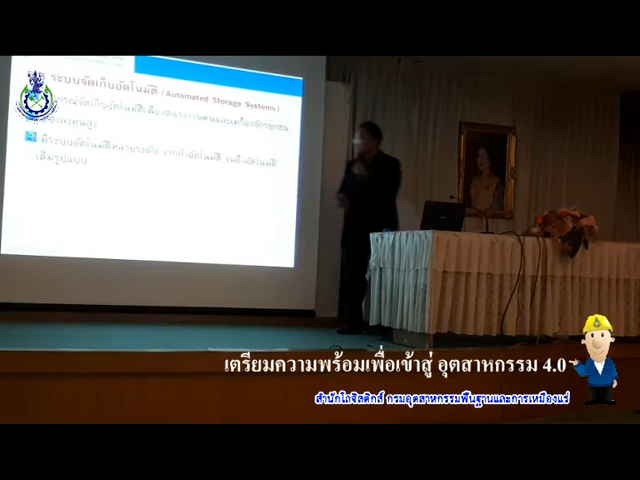 ระบบจัดเก็บอัตโนมัติ (Automated Storage Systems)
มีระบบอัตโนมัติหลายระดับ จากกึ่งอัตโนมัติ จนถึงอัตโนมัติ
เต็มรูปแบบ
เตรียมความพร้อมเพื่อเข้าสู่ อุตสาหกรรม 4.0
สำนักโลจิสติกส์ กรมอุตสาหกรรมพื้นฐานและการเหมืองแร่